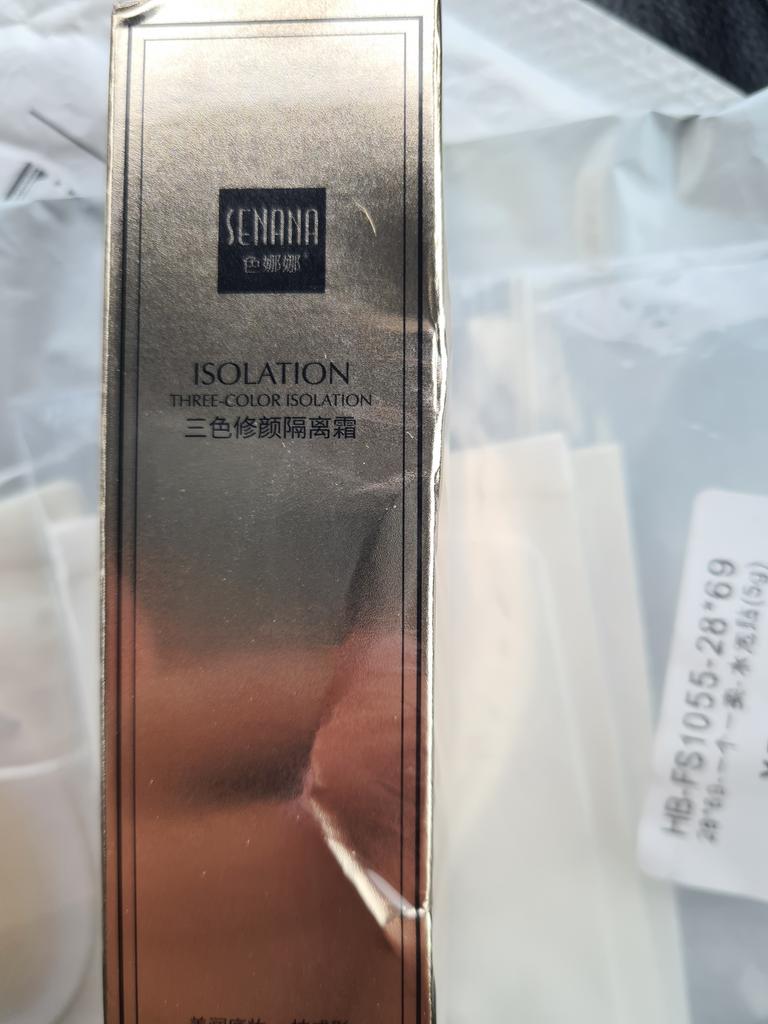 SENANA
色娜娜
ISOLATION
THREE-COLOR ISOLATION
三色修颜隔离霜
HB-FS1055-28*69
(5g)